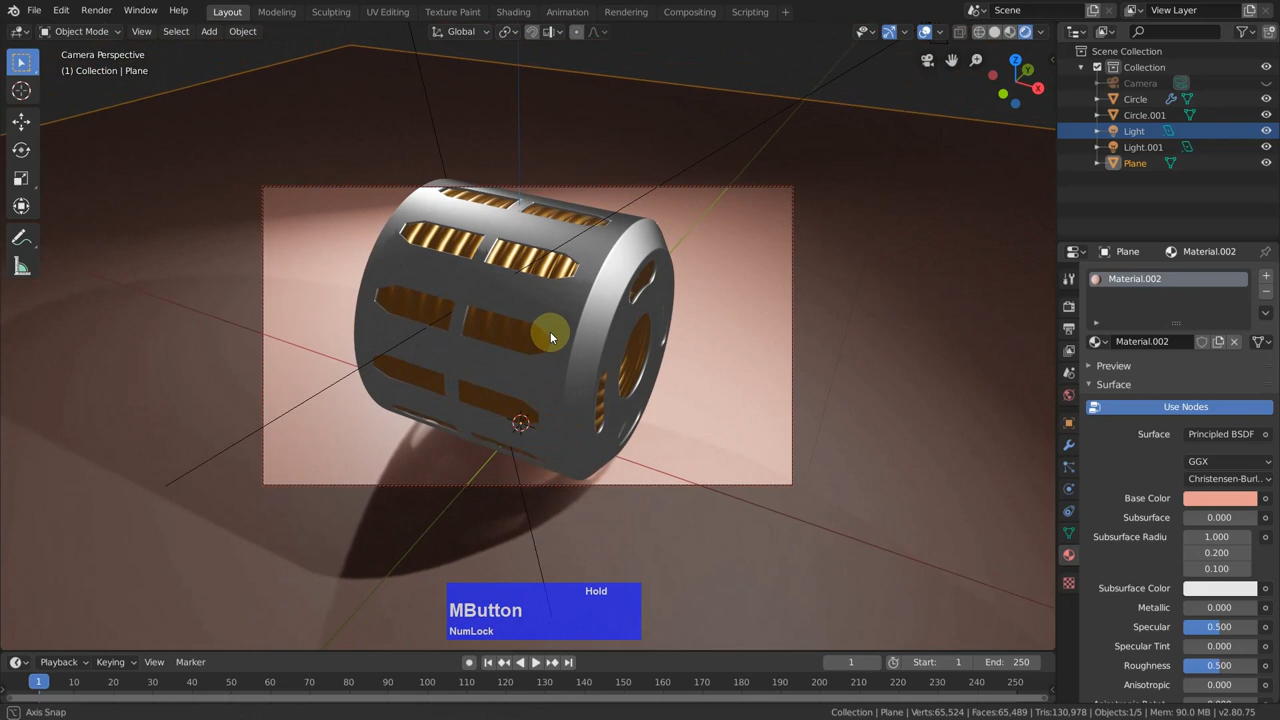 File Edit Render Window Help Layout Modeling Sculpting UV Editing Texture Paint Shading Animation Rendering Compositing Scripting + Scene View Layer
Object Mode View Select Add Object Global
Camera Perspective
(1) Collection | Plane
Z
Y
X
Scene Collection
Collection
Camera
Circle
Circle.001
Light
Light.001
Plane
Plane Material.002
Material.002
Material.002
Preview
Surface
Use Nodes
Surface Principled BSDF
GGX
Christensen-Burl..
Base Color
Subsurface 0.000
Subsurface Radiu 1.000
0.200
0.100
Subsurface Color
Metallic 0.000
Specular 0.500
Specular Tint 0.000
Roughness 0.500
Anisotropic 0.000
Hold
MButton
NumLock
Playback Keying View Marker 1 Start: 1 End: 250
1 10 20 30 40 50 60 70 80 90 100 110 120 130 140 150 160 170 180 190 200 210 220 230 240 250
Axis Snap Collection | Plane | Verts:65,524 | Faces:65,489 | Tris:130,978 | Objects:1/5 | Mem: 90.0 MB | v2.80.75